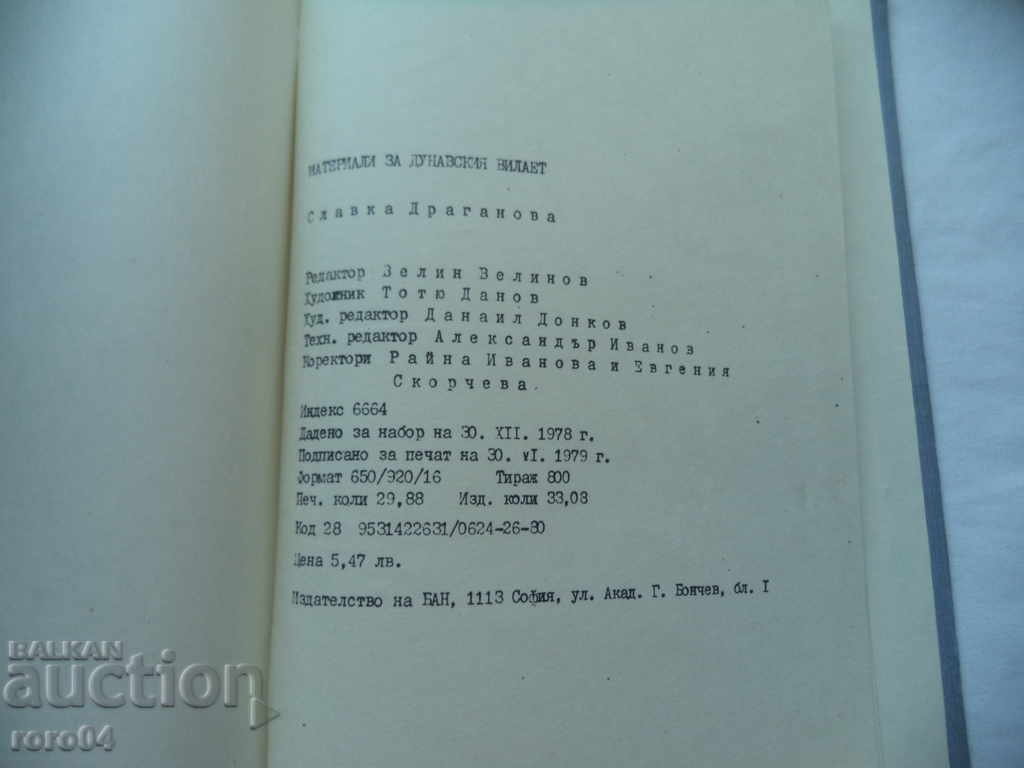 МАТЕРИАЛИ ЗА ДУНАВСКИЯ ВИЛАЕТ
Славка Драганова
Редактор Велин Велинов
Художник Тотю Данов
Худ. редактор Данаил Донков
Техн. редактор Александър Иванов
Коректори Райна Иванова и Евгения
Скорчева
Индекс 6664
Дадено за набор на 30. XII. 1978 г.
Подписано за печат на 30. VI. 1979 г.
Формат 650/920/16 Тираж 800
Печ. коли 29,88 Изд. коли 33,08
Код 28 9531422631/0624-26-80
Цена 5,47 лв.
Издателство на БАН, 1113 София, ул. Акад. Г. Бончев, бл. I
BALKAN
auction
roro04